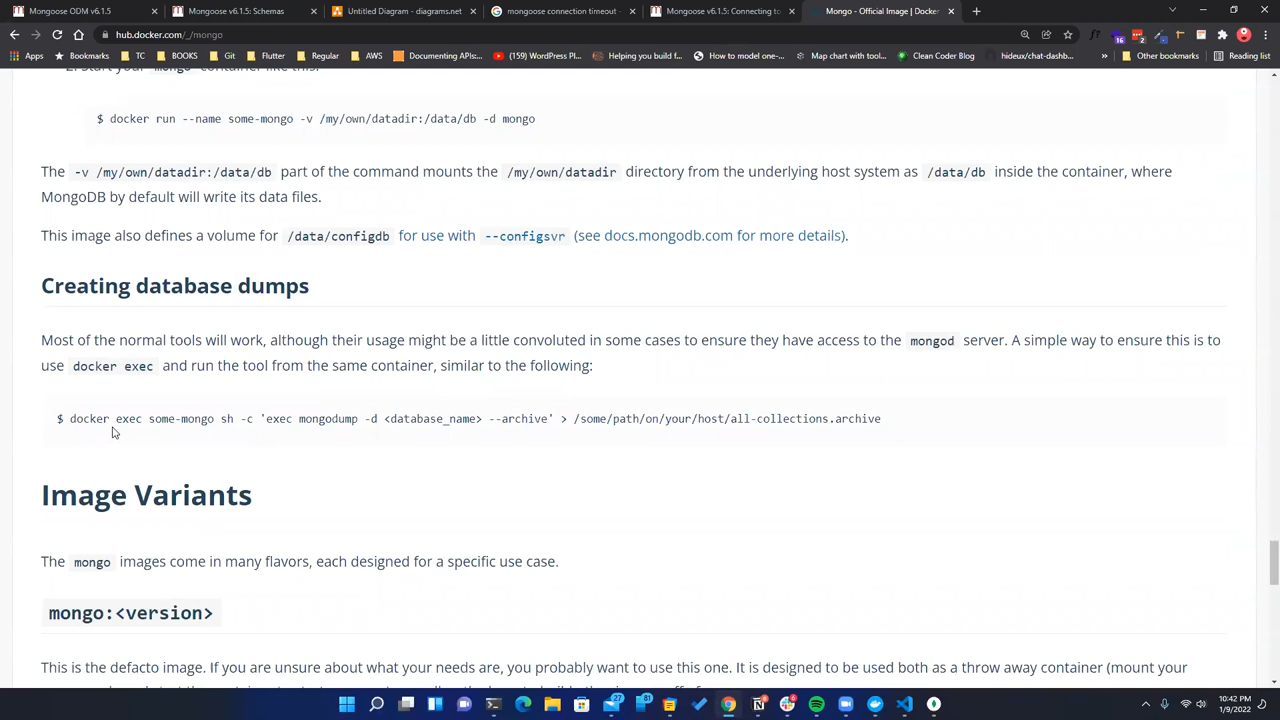 Mongoose ODM v6.1.5
Mongoose v6.1.5: Schemas
Untitled Diagram - diagrams.net
mongoose connection timeout -
Mongoose v6.1.5: Connecting to
Mongo - Official Image | Docker
hub.docker.com/_/mongo
Apps
Bookmarks
TC
BOOKS
Git
Flutter
Regular
AWS
Documenting APIs:...
(159) WordPress Pl...
Helping you build f...
How to model one-...
Map chart with tool...
Clean Coder Blog
hideux/chat-dashb...
Other bookmarks
Reading list
2. Start your mongo container like this:
$ docker run --name some-mongo -v /my/own/datadir:/data/db -d mongo
The -v /my/own/datadir:/data/db part of the command mounts the /my/own/datadir directory from the underlying host system as /data/db inside the container, where
MongoDB by default will write its data files.
This image also defines a volume for /data/configdb for use with --configsvr (see docs.mongodb.com for more details).
Creating database dumps
Most of the normal tools will work, although their usage might be a little convoluted in some cases to ensure they have access to the mongod server. A simple way to ensure this is to
use docker exec and run the tool from the same container, similar to the following:
$ docker exec some-mongo sh -c 'exec mongodump -d <database_name> --archive' > /some/path/on/your/host/all-collections.archive
Image Variants
The mongo images come in many flavors, each designed for a specific use case.
mongo:<version>
This is the defacto image. If you are unsure about what your needs are, you probably want to use this one. It is designed to be used both as a throw away container (mount your
10:42 PM
1/9/2022